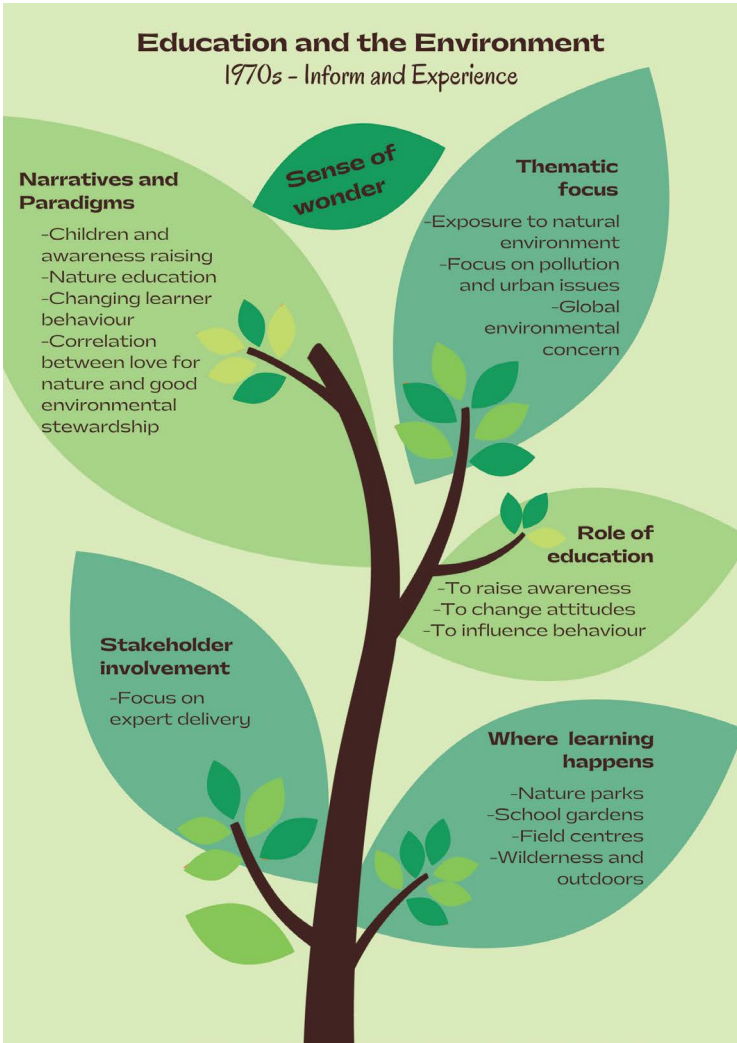 Education and the Environment
1970s - Inform and Experience
Sense of
wonder
Narratives and
Paradigms
-Children and
awareness raising
-Nature education
-Changing learner
behaviour
-Correlation
between love for
nature and good
environmental
stewardship
Thematic
focus
-Exposure to natural
environment
-Focus on pollution
and urban issues
-Global
environmental
concern
Role of
education
-To raise awareness
-To change attitudes
-To influence behaviour
Stakeholder
involvement
-Focus on
expert delivery
Where learning
happens
-Nature parks
-School gardens
-Field centres
-Wilderness and
outdoors